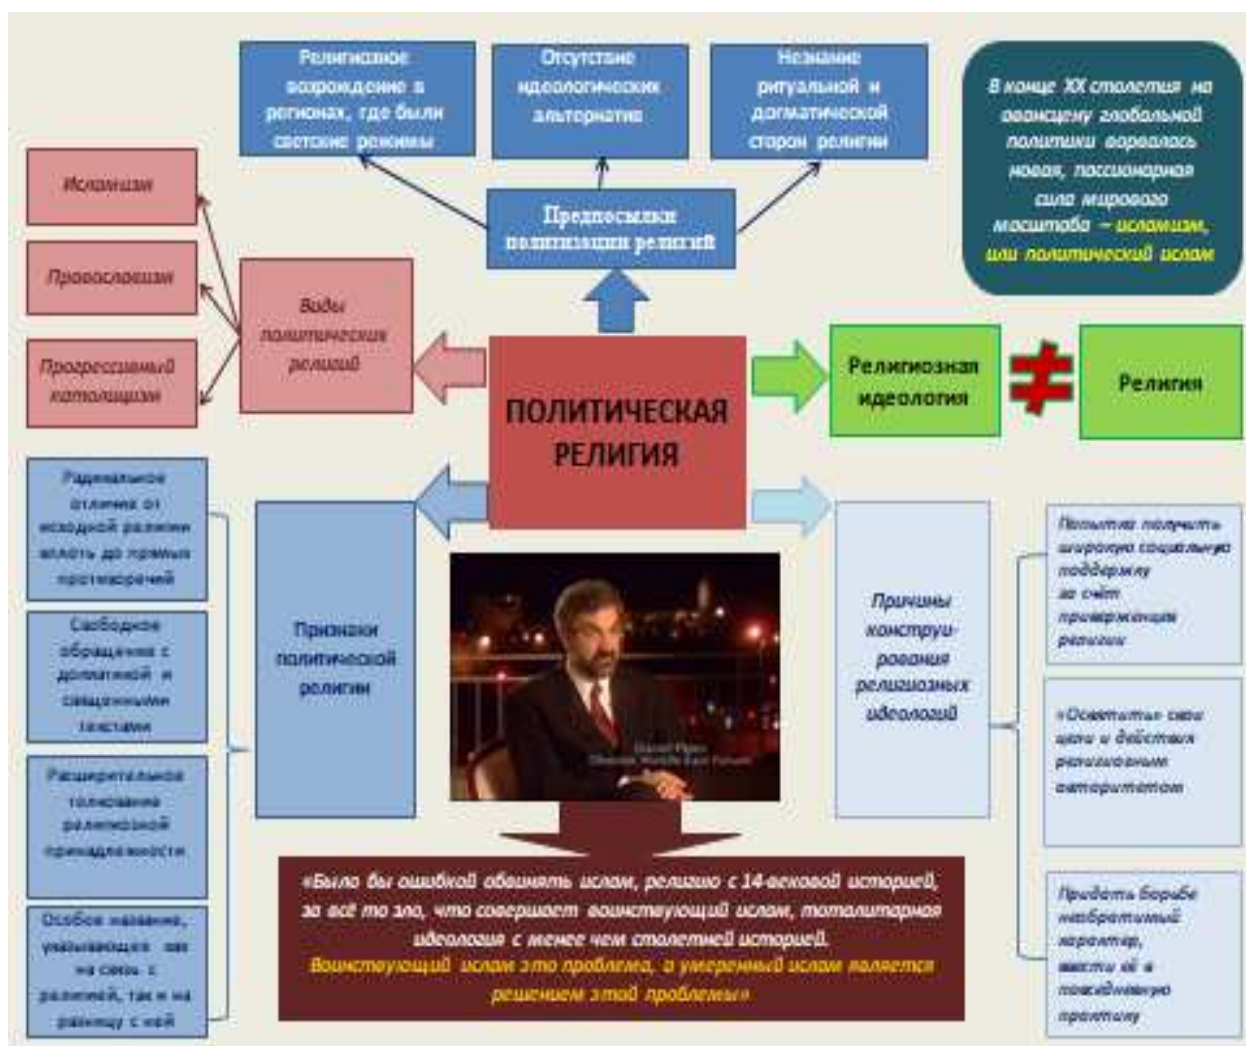 Религиозное
возрождение в
регионах, где были
светские режимы
Отсутствие
идеологических
альтернатив
Незнание
ритуальной и
догматической
сторон религии
В конце XX столетия на
авансцену глобальной
политики ворвалась
новая, пассионарная
сила мирового
масштаба – исламизм,
или политический ислам
Предпосылки
политизации религий
Исламизм
Православизм
Прогрессивный
католицизм
Виды
политических
религий
ПОЛИТИЧЕСКАЯ
РЕЛИГИЯ
Религиозная
идеология
≠
Религия
Радикальное
отличие от
исходной религии
вплоть до прямых
противоречий
Свободное
обращение с
догматикой и
священными
текстами
Расширительное
толкование
религиозной
принадлежности
Особое название,
указывающее как
на связь с
религией, так и на
разницу с ней
Признаки
политической
религии
Daniel Pipes
Director, Middle East Forum
Причины
конструи-
рования
религиозных
идеологий
Попытка получить
широкую социальную
поддержку
за счёт
приверженцев
религии
«Осветить» свои
цели и действия
религиозным
авторитетом
Придать борьбе
необратимый
характер,
ввести её в
повседневную
практику
«Было бы ошибкой обвинять ислам, религию с 14-вековой историей,
за всё то зло, что совершает воинствующий ислам, тоталитарная
идеология с менее чем столетней историей.
Воинствующий ислам это проблема, а умеренный ислам является
решением этой проблемы»